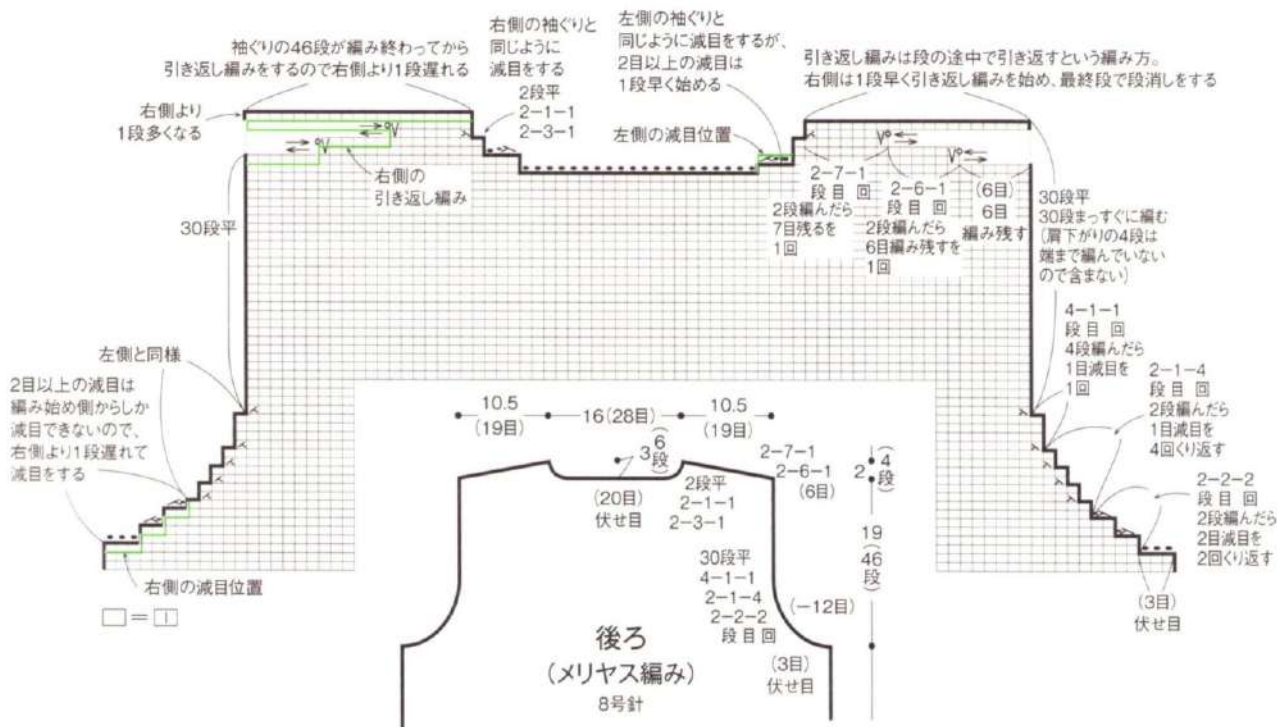 袖ぐりの46段が編み終わってから
引き返し編みをするので右側より1段遅れる
右側の袖ぐりと
同じように
減目をする
2段平
2-1-1
2-3-1
左側の袖ぐりと
同じように減目をするが、
2目以上の減目は
1段早く始める
引き返し編みは段の途中で引き返すという編み方。
右側は1段早く引き返し編みを始め、最終段で段消しをする
右側より
1段多くなる
左側の減目位置
右側の
引き返し編み
30段平
2-7-1
段目回
2段編んだら
7目残るを
1回
2-6-1
段目回
2段編んだら
6目編み残すを
1回
(6目)
6目
編み残す
30段平
30段まっすぐに編む
(肩下がりの4段は
端まで編んでいない
ので含まない)
4-1-1
段目回
4段編んだら
1目減目を
1回
2-1-4
段目回
2段編んだら
1目減目を
4回くり返す
2-2-2
段目回
2段編んだら
2目減目を
2回くり返す
(3目)
伏せ目
左側と同様
2目以上の減目は
編み始め側からしか
減目できないので、
右側より1段遅れて
減目をする
右側の減目位置
□=|
10.5
(19目)
16(28目)
10.5
(19目)
3(6段)
(20目)
伏せ目
2段平
2-1-1
2-3-1
2-7-1
2-6-1
(6目)
2(4段)
19(46段)
30段平
4-1-1
2-1-4
2-2-2
段目回
(-12目)
(3目)
伏せ目
後ろ
(メリヤス編み)
8号針